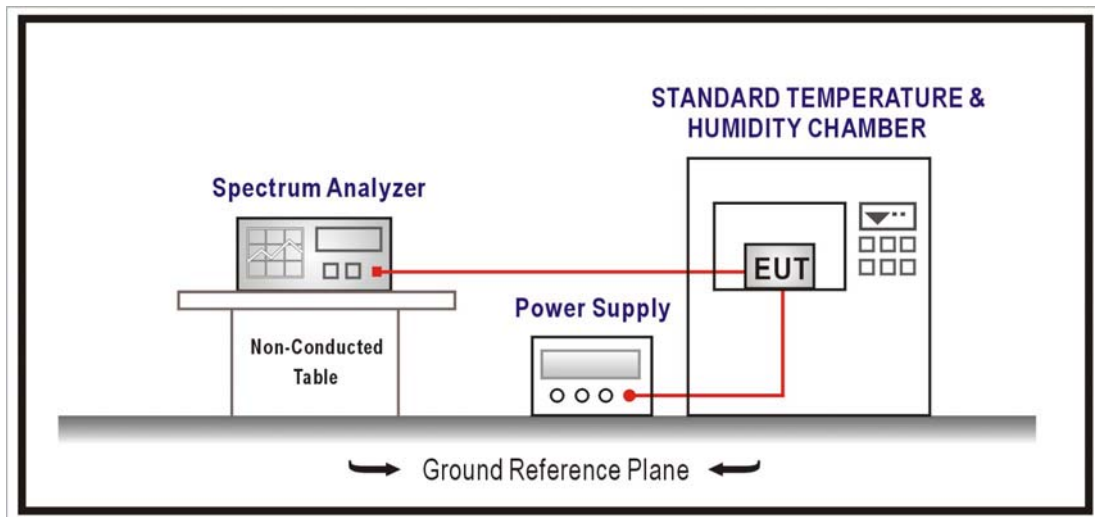 STANDARD TEMPERATURE &
HUMIDITY CHAMBER
Spectrum Analyzer
EUT
Power Supply
Non-Conducted
Table
Ground Reference Plane